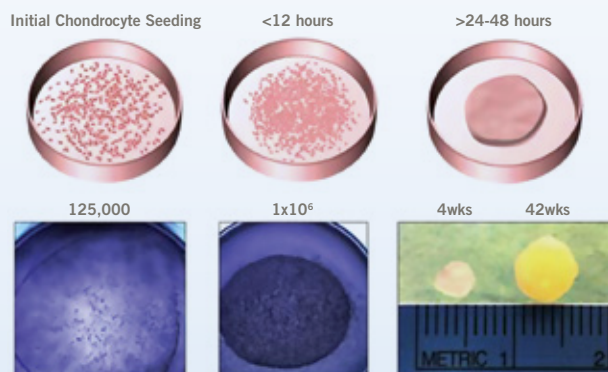 Initial Chondrocyte Seeding
<12 hours
>24-48 hours
125,000
1x10⁶
4wks
42wks
METRIC 1
2